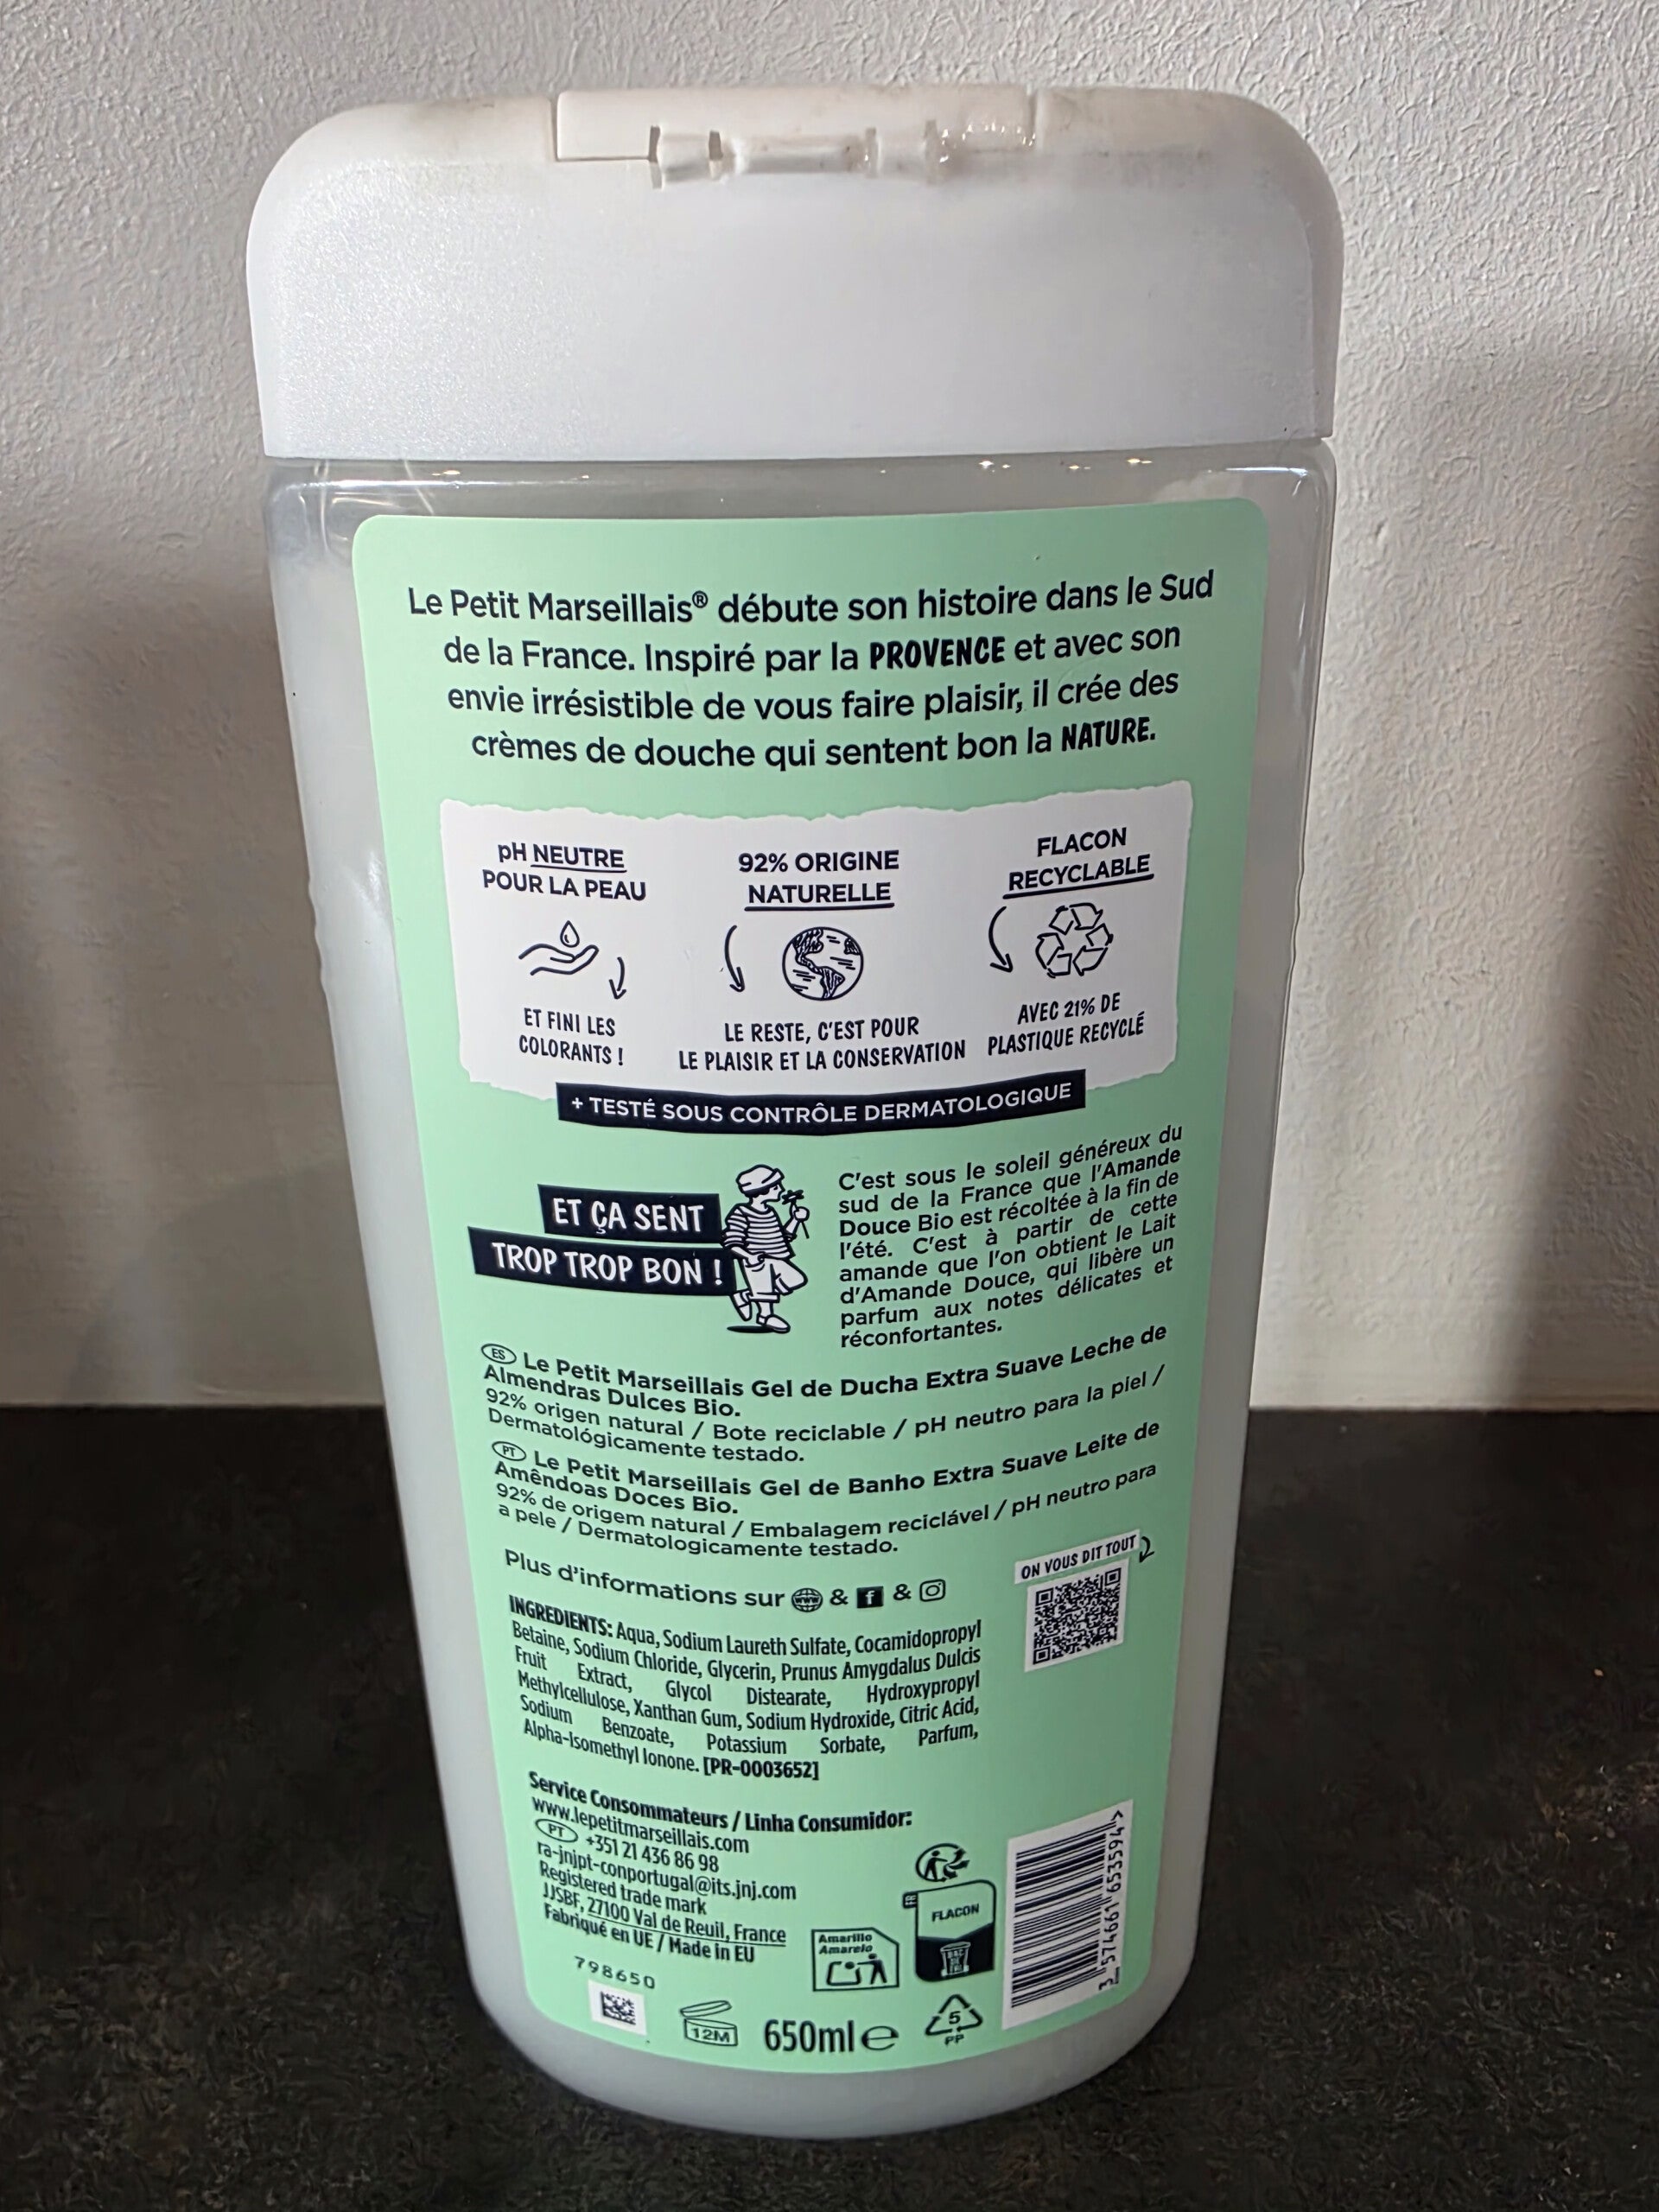 Le Petit Marseillais® débute son histoire dans le Sud
de la France. Inspiré par la PROVENCE et avec son
envie irrésistible de vous faire plaisir, il crée des
crèmes de douche qui sentent bon la NATURE.
pH NEUTRE
POUR LA PEAU
ET FINI LES
COLORANTS !
92% ORIGINE
NATURELLE
LE RESTE, C'EST POUR
LE PLAISIR ET LA CONSERVATION
FLACON
RECYCLABLE
AVEC 21% DE
PLASTIQUE RECYCLÉ
+ TESTÉ SOUS CONTRÔLE DERMATOLOGIQUE
ET ÇA SENT
TROP TROP BON !
C'est sous le soleil généreux du
sud de la France que l'Amande
Douce Bio est récoltée à la fin de
l'été. C'est à partir de cette
amande que l'on obtient le Lait
d'Amande Douce, qui libère un
parfum aux notes délicates et
réconfortantes.
ES Le Petit Marseillais Gel de Ducha Extra Suave Leche de
Almendras Dulces Bio.
92% origen natural / Bote reciclable / pH neutro para la piel /
Dermatológicamente testado.
PT Le Petit Marseillais Gel de Banho Extra Suave Leite de
Amêndoas Doces Bio.
92% de origem natural / Embalagem reciclável / pH neutro para
a pele / Dermatologicamente testado.
Plus d'informations sur www & f &
ON VOUS DIT TOUT
INGREDIENTS: Aqua, Sodium Laureth Sulfate, Cocamidopropyl
Betaine, Sodium Chloride, Glycerin, Prunus Amygdalus Dulcis
Fruit Extract, Glycol Distearate, Hydroxypropyl
Methylcellulose, Xanthan Gum, Sodium Hydroxide, Citric Acid,
Sodium Benzoate, Potassium Sorbate, Parfum,
Alpha-Isomethyl Ionone. [PR-0003652]
Service Consommateurs / Linha Consumidor:
www.lepetitmarseillais.com
PT +351 21 436 86 98
ra-jnjpt-conportugal@its.jnj.com
Registered trade mark
JJSBF, 27100 Val de Reuil, France
Fabriqué en UE / Made in EU
798650
12M
650ml e
Amarillo
Amarelo
FR
FLACON
BAC
DE TRI
5
PP
3 574661 653594 >